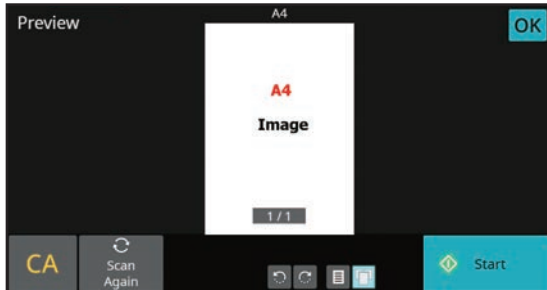 Preview
A4
OK
A4
Image
1 / 1
CA
Scan
Again
Start